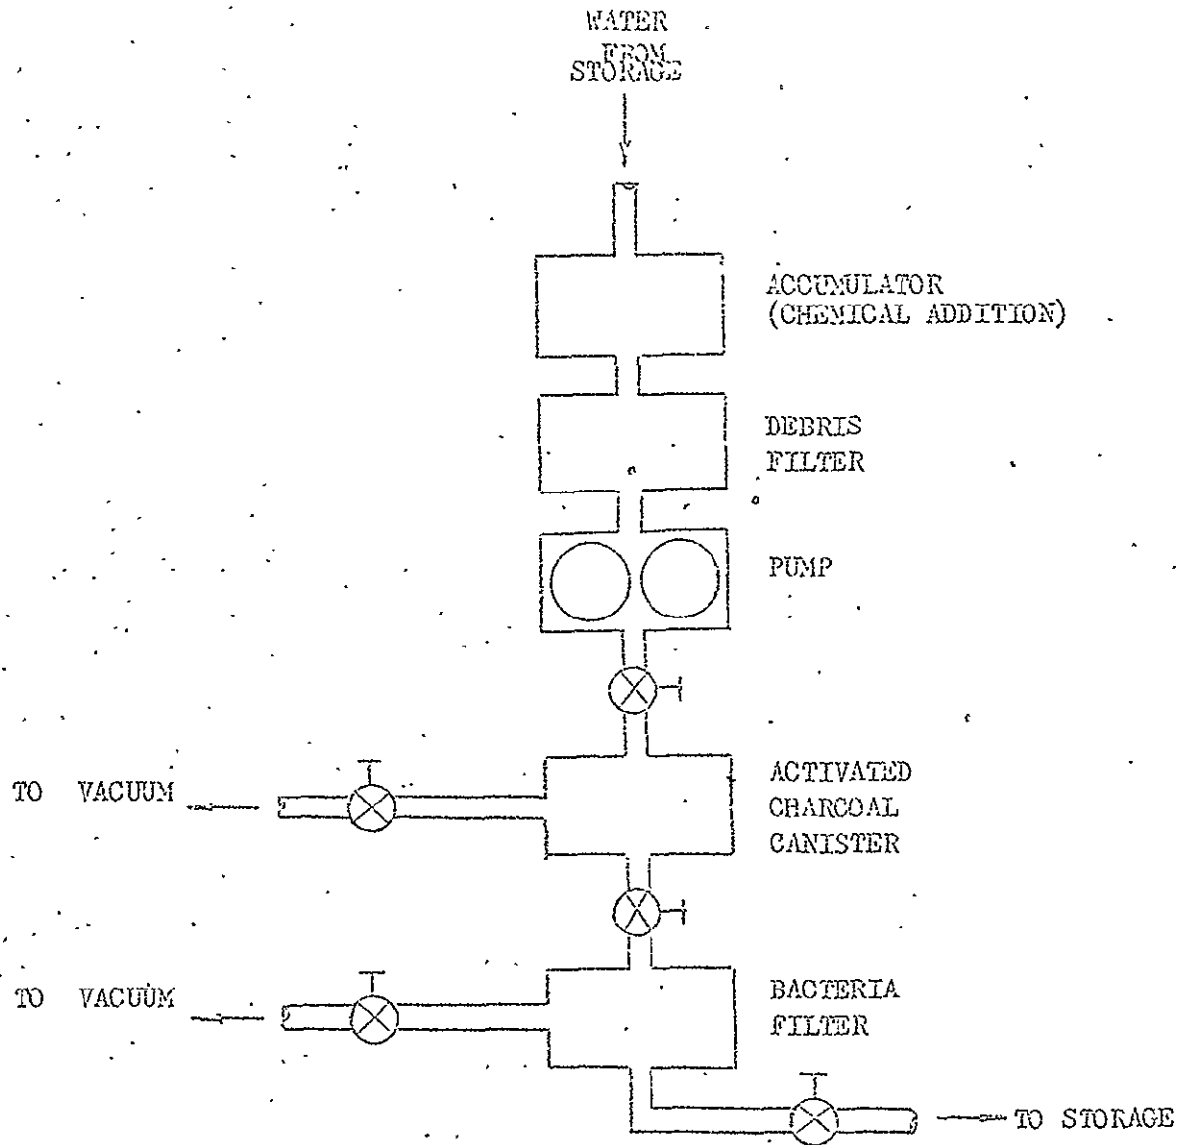 WATER
FROM
STORAGE
ACCUMULATOR
(CHEMICAL ADDITION)
DEBRIS
FILTER
PUMP
TO VACUUM
ACTIVATED
CHARCOAL
CANISTER
TO VACUUM
BACTERIA
FILTER
TO STORAGE